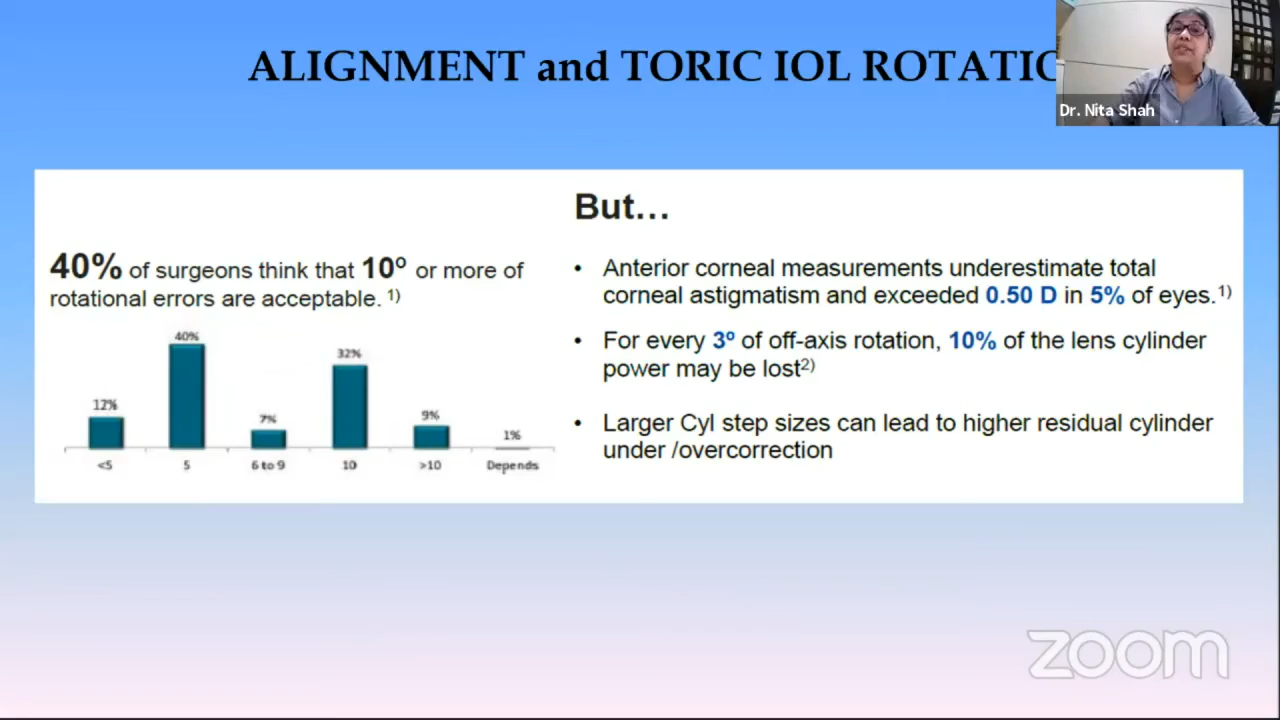 ALIGNMENT and TORIC IOL ROTATIO
Dr. Nita Shah
40% of surgeons think that 10º or more of
rotational errors are acceptable. 1)
12%
40%
7%
32%
9%
1%
<5
5
6 to 9
10
>10
Depends
But...
• Anterior corneal measurements underestimate total
corneal astigmatism and exceeded 0.50 D in 5% of eyes.1)
• For every 3º of off-axis rotation, 10% of the lens cylinder
power may be lost2)
• Larger Cyl step sizes can lead to higher residual cylinder
under /overcorrection
zoom